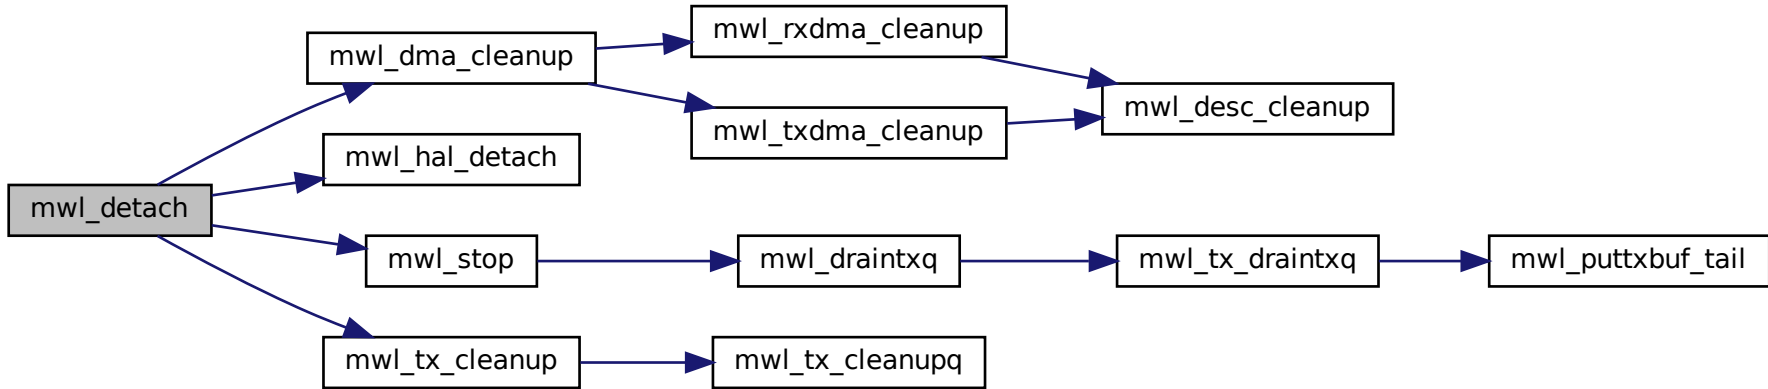 mwl_detach
mwl_dma_cleanup
mwl_rxdma_cleanup
mwl_txdma_cleanup
mwl_desc_cleanup
mwl_hal_detach
mwl_stop
mwl_draintxq
mwl_tx_draintxq
mwl_puttxbuf_tail
mwl_tx_cleanup
mwl_tx_cleanupq